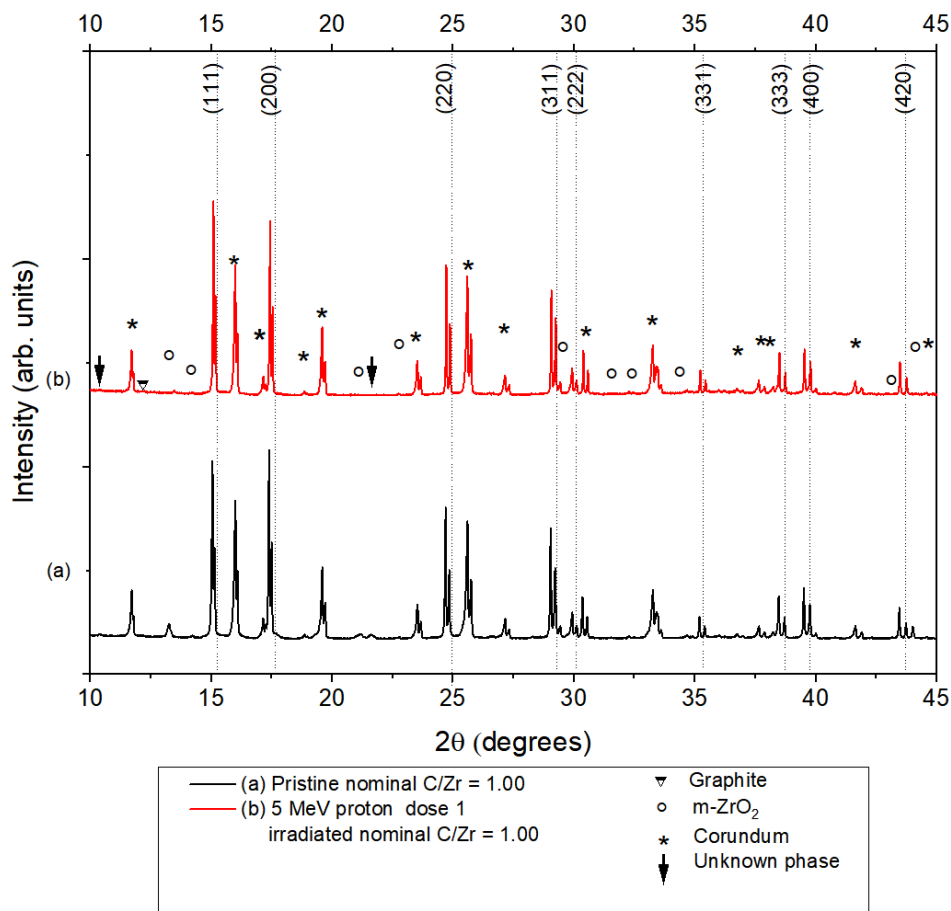 10 15 20 25 30 35 40 45
(111) (200) (220) (311) (222) (331) (333) (400) (420)
Intensity (arb. units)
(b)
(a)
10 15 20 25 30 35 40 45
2θ (degrees)
(a) Pristine nominal C/Zr = 1.00
(b) 5 MeV proton dose 1
irradiated nominal C/Zr = 1.00
Graphite
m-ZrO₂
Corundum
Unknown phase